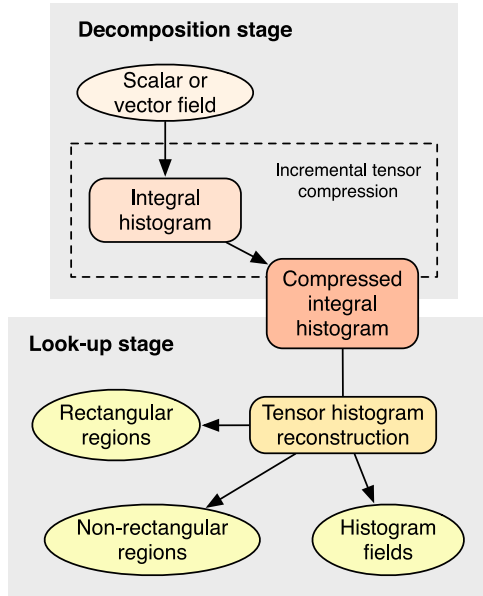 Decomposition stage
Scalar or
vector field
Incremental tensor
compression
Integral
histogram
Compressed
integral
histogram
Look-up stage
Rectangular
regions
Tensor histogram
reconstruction
Non-rectangular
regions
Histogram
fields